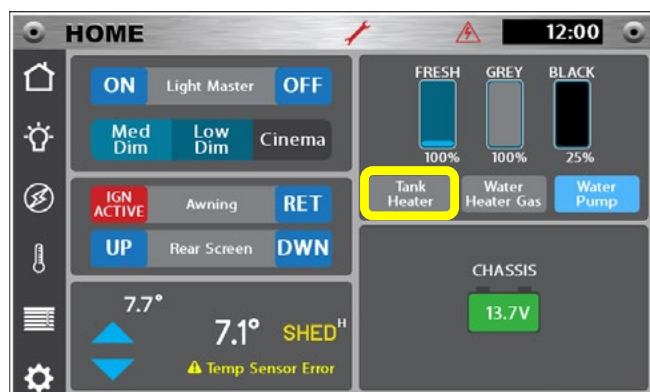 HOME
12:00
ON Light Master OFF
Med Dim
Low Dim
Cinema
IGN ACTIVE
Awning
RET
UP Rear Screen DWN
7.7°
7.1° SHED H
Temp Sensor Error
FRESH GREY BLACK
100% 100% 25%
Tank Heater
Water Heater Gas
Water Pump
CHASSIS
13.7V